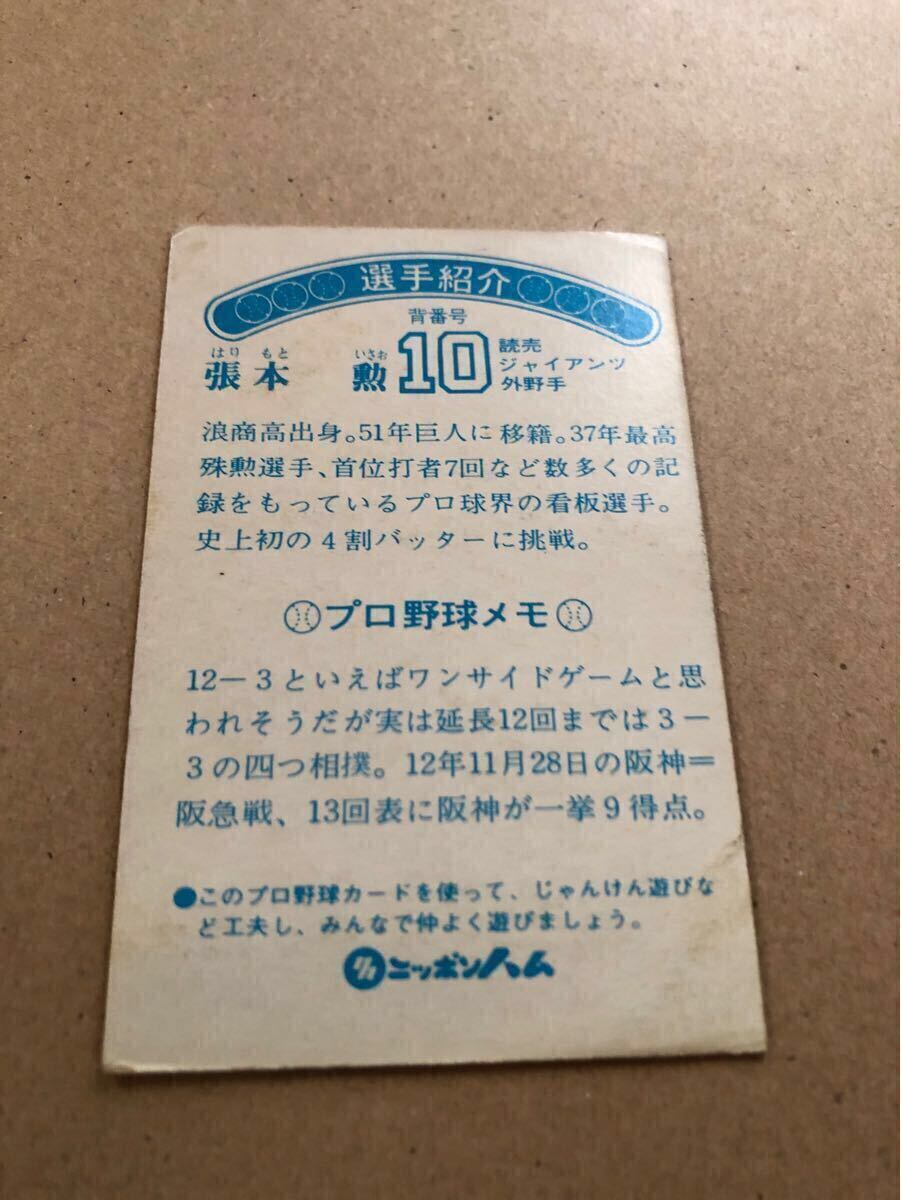 選手紹介
背番号
はり もと いさお
張本 勲 10 読売
ジャイアンツ
外野手
浪商高出身。51年巨人に移籍。37年最高
殊勲選手、首位打者7回など数多くの記
録をもっているプロ球界の看板選手。
史上初の4割バッターに挑戦。
プロ野球メモ
12－3といえばワンサイドゲームと思
われそうだが実は延長12回までは3－
3の四つ相撲。12年11月28日の阪神＝
阪急戦、13回表に阪神が一挙9得点。
●このプロ野球カードを使って、じゃんけん遊びな
ど工夫し、みんなで仲よく遊びましょう。
ニッポンハム